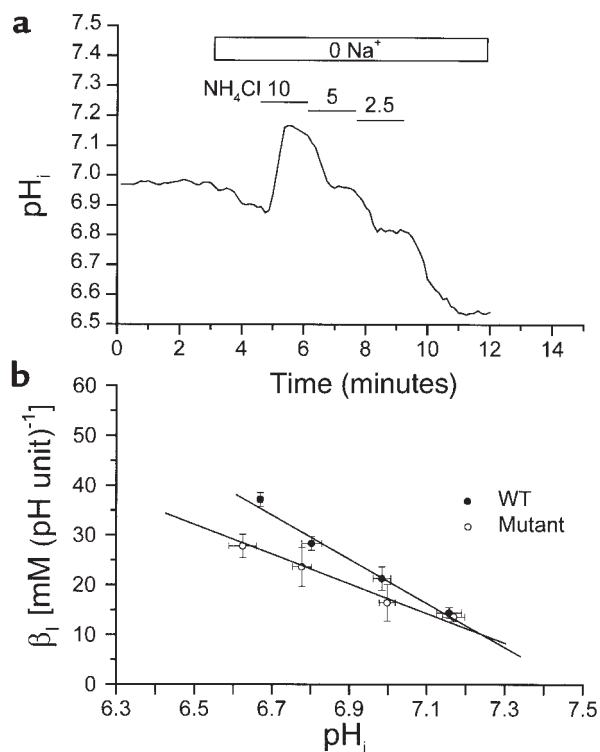 a
0 Na⁺
NH₄Cl 10
5
2.5
7.5
7.4
7.3
7.2
7.1
7.0
6.9
6.8
6.7
6.6
6.5
pHᵢ
0 2 4 6 8 10 12 14
Time (minutes)
b
60
50
40
30
20
10
0
βᵢ [mM (pH unit)⁻¹]
WT
Mutant
6.3 6.5 6.7 6.9 7.1 7.3 7.5
pHᵢ